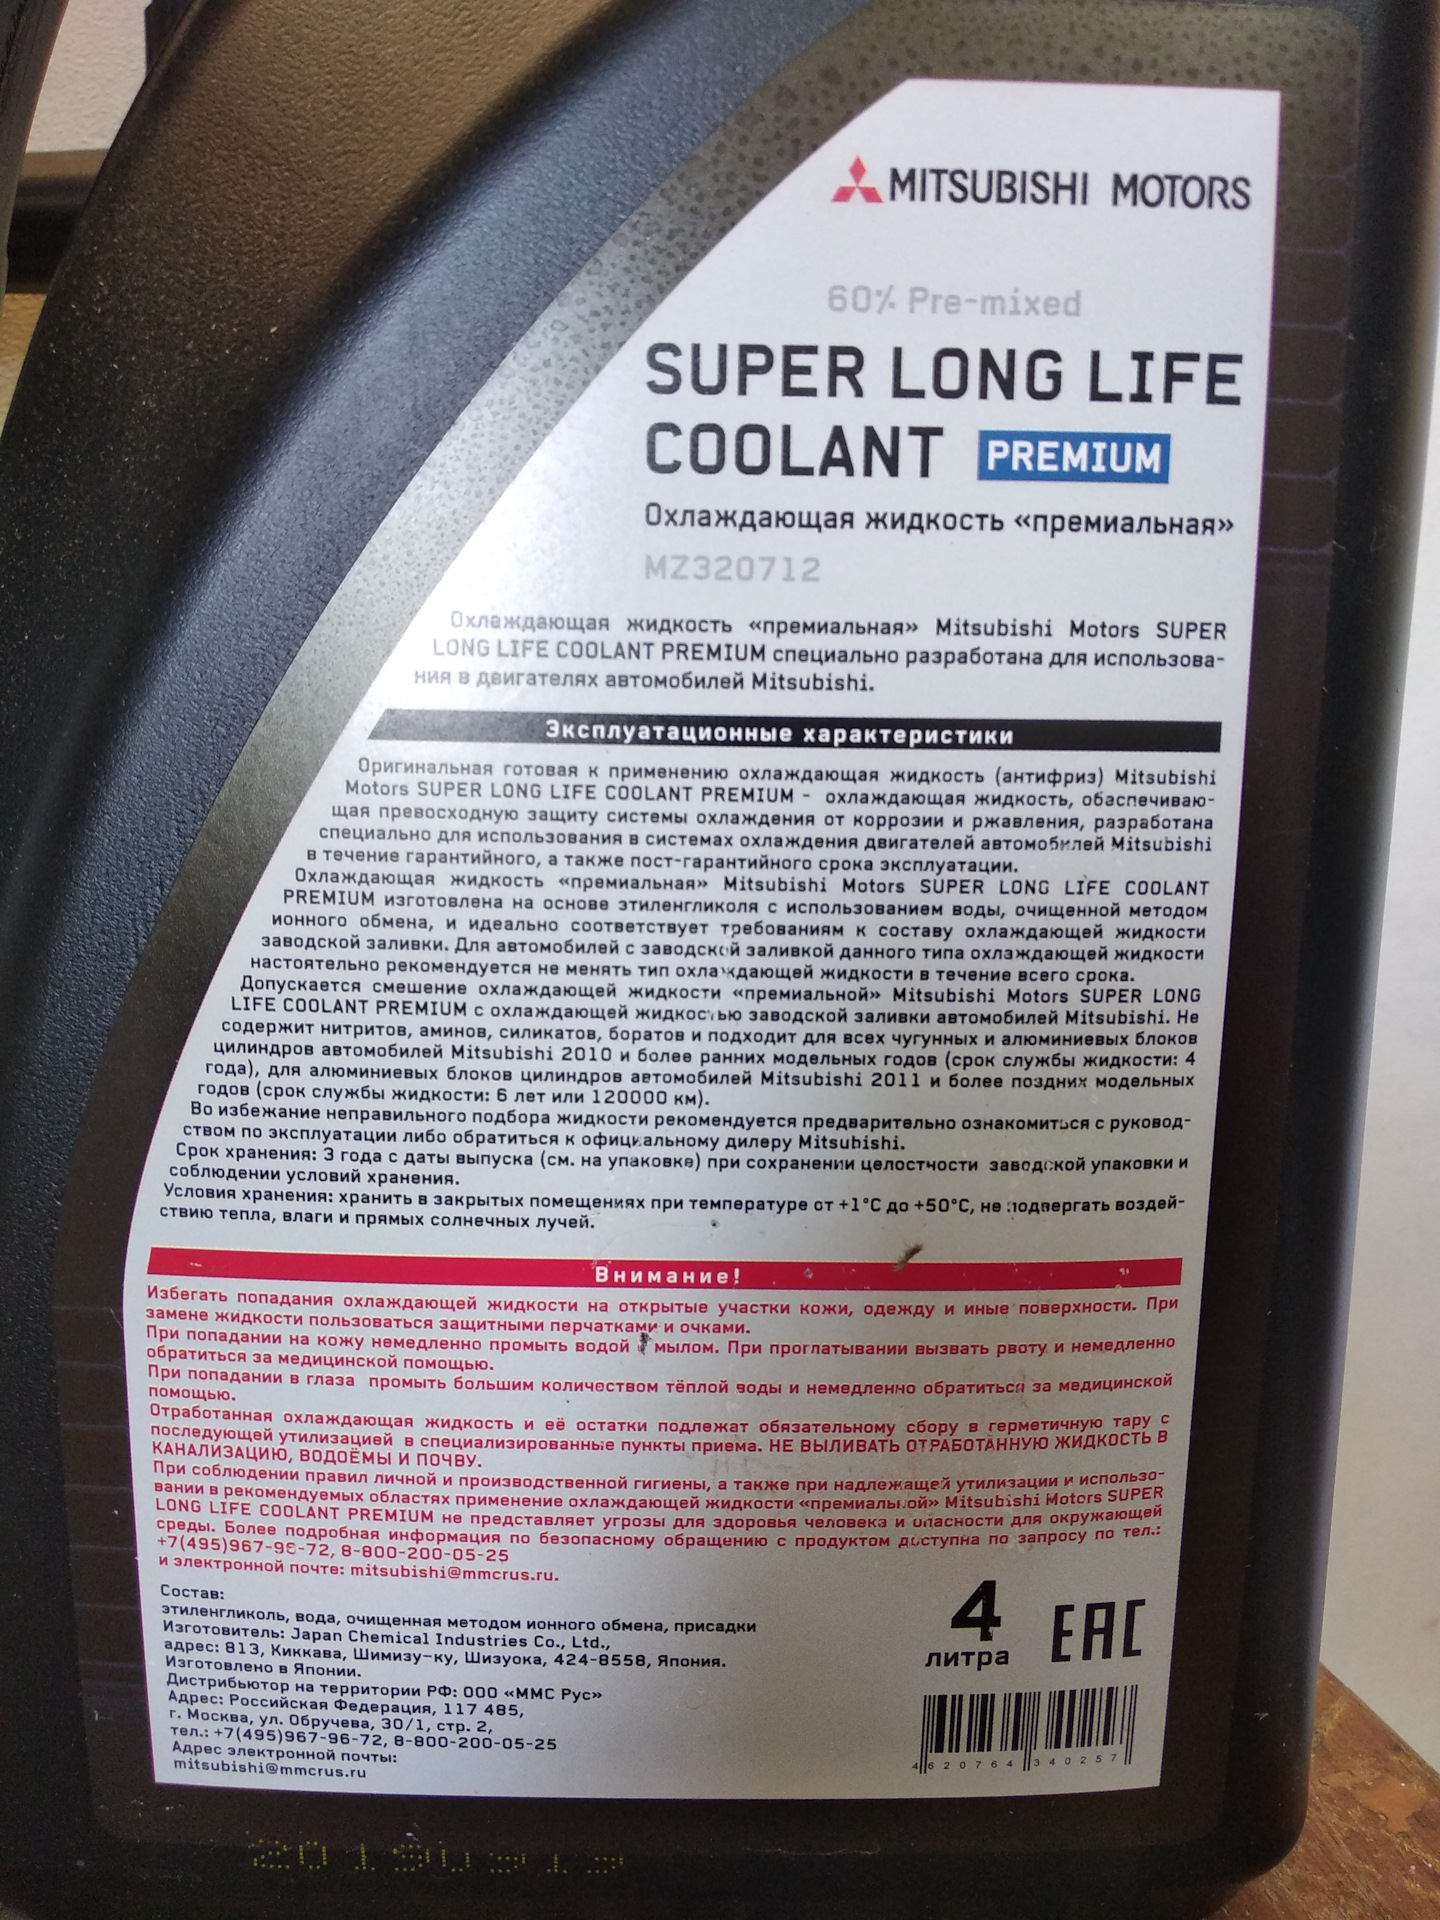 MITSUBISHI MOTORS
60% Pre-mixed
SUPER LONG LIFE
COOLANT PREMIUM
Охлаждающая жидкость «премиальная»
MZ320712
Охлаждающая жидкость «премиальная» Mitsubishi Motors SUPER
LONG LIFE COOLANT PREMIUM специально разработана для использова-
ния в двигателях автомобилей Mitsubishi.
Эксплуатационные характеристики
Оригинальная готовая к применению охлаждающая жидкость (антифриз) Mitsubishi
Motors SUPER LONG LIFE COOLANT PREMIUM - охлаждающая жидкость, обаспечиваю-
щая превосходную защиту системы охлаждения от коррозии и ржавления, разработана
специально для использования в системах охлаждения двигателей автомобилей Mitsubishi
в течение гарантийного, а также пост-гарантийного срока эксплуатации.
Охлаждающая жидкость «премиальная» Mitsubishi Motors SUPER LONG LIFE COOLANT
PREMIUM изготовлена на основе этиленгликоля с использованием воды, очищенной методом
ионного обмена, и идеально соответствует требованиям к составу охлаждающей жидкости
заводской заливки. Для автомобилей с заводской заливкой данного типа охлаждающей жидкости
настоятельно рекомендуется не менять тип охлаждающей жидкости в течение всего срока.
Допускается смешение охлаждающей жидкости «премиальной» Mitsubishi Motors SUPER LONG
LIFE COOLANT PREMIUM с охлаждающей жидкостью заводской заливки автомобилей Mitsubishi. Не
содержит нитритов, аминов, силикатов, боратов и подходит для всех чугунных и алюминиевых блоков
цилиндров автомобилей Mitsubishi 2010 и более ранних модельных годов (срок службы жидкости: 4
года), для алюминиевых блоков цилиндров автомобилей Mitsubishi 2011 и более поздних модельных
годов (срок службы жидкости: 6 лет или 120000 км).
Во избежание неправильного подбора жидкости рекомендуется предварительно ознакомиться с руковод-
ством по эксплуатации либо обратиться к официальному дилеру Mitsubishi.
Срок хранения: 3 года с даты выпуска (см. на упаковке) при сохранении целостности заводской упаковки и
соблюдении условий хранения.
Условия хранения: хранить в закрытых помещениях при температуре от +1°C до +50°C, не подвергать воздей-
ствию тепла, влаги и прямых солнечных лучей.
Внимание!
Избегать попадания охлаждающей жидкости на открытые участки кожи, одежду и иные поверхности. При
замене жидкости пользоваться защитными перчатками и очками.
При попадании на кожу немедленно промыть водой мылом. При проглатывании вызвать рвоту и немедленно
обратиться за медицинской помощью.
При попадании в глаза промыть большим количеством тёплой воды и немедленно обратиться за медицинской
помощью.
Отработанная охлаждающая жидкость и её остатки подлежат обязательному сбору в герметичную тару с
последующей утилизацией в специализированные пункты приема. НЕ ВЫЛИВАТЬ ОТРАБОТАННУЮ ЖИДКОСТЬ В
КАНАЛИЗАЦИЮ, ВОДОЁМЫ И ПОЧВУ.
При соблюдении правил личной и производственной гигиены, а также при надлежащей утилизации и использо-
вании в рекомендуемых областях применение охлаждающей жидкости «премиальной» Mitsubishi Motors SUPER
LONG LIFE COOLANT PREMIUM не представляет угрозы для здоровья человека и опасности для окружающей
среды. Более подробная информация по безопасному обращению с продуктом доступна по запросу по тел.:
+7(495)967-96-72, 8-800-200-05-25
и электронной почте: mitsubishi@mmcrus.ru.
Состав:
этиленгликоль, вода, очищенная методом ионного обмена, присадки
Изготовитель: Japan Chemical Industries Co., Ltd.,
адрес: 813, Киккава, Шимизу-ку, Шизуока, 424-8558, Япония.
Изготовлено в Японии.
Дистрибьютор на территории РФ: ООО «ММС Рус»
Адрес: Российская Федерация, 117 485,
г. Москва, ул. Обручева, 30/1, стр. 2,
тел.: +7(495)967-96-72, 8-800-200-05-25
Адрес электронной почты:
mitsubishi@mmcrus.ru
4
литра
EAC
4 620764 340257